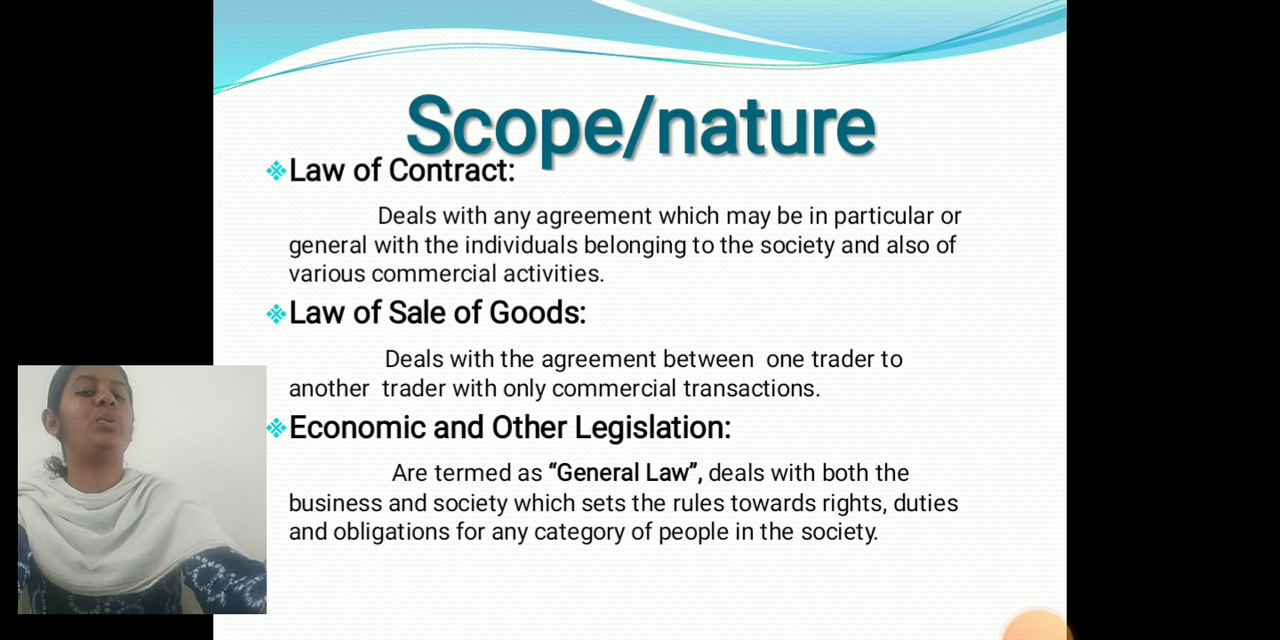 Scope/nature
Law of Contract:
Deals with any agreement which may be in particular or
general with the individuals belonging to the society and also of
various commercial activities.
Law of Sale of Goods:
Deals with the agreement between one trader to
another trader with only commercial transactions.
Economic and Other Legislation:
Are termed as “General Law”, deals with both the
business and society which sets the rules towards rights, duties
and obligations for any category of people in the society.